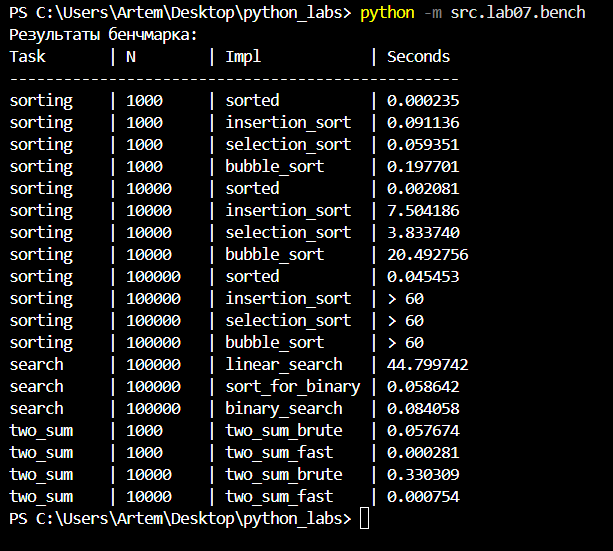 PS C:\Users\Artem\Desktop\python_labs> python -m src.lab07.bench
Результаты бенчмарка:
Task | N | Impl | Seconds
--------------------------------------------------
sorting | 1000 | sorted | 0.000235
sorting | 1000 | insertion_sort | 0.091136
sorting | 1000 | selection_sort | 0.059351
sorting | 1000 | bubble_sort | 0.197701
sorting | 10000 | sorted | 0.002081
sorting | 10000 | insertion_sort | 7.504186
sorting | 10000 | selection_sort | 3.833740
sorting | 10000 | bubble_sort | 20.492756
sorting | 100000 | sorted | 0.045453
sorting | 100000 | insertion_sort | > 60
sorting | 100000 | selection_sort | > 60
sorting | 100000 | bubble_sort | > 60
search | 100000 | linear_search | 44.799742
search | 100000 | sort_for_binary | 0.058642
search | 100000 | binary_search | 0.084058
two_sum | 1000 | two_sum_brute | 0.057674
two_sum | 1000 | two_sum_fast | 0.000281
two_sum | 10000 | two_sum_brute | 0.330309
two_sum | 10000 | two_sum_fast | 0.000754
PS C:\Users\Artem\Desktop\python_labs>